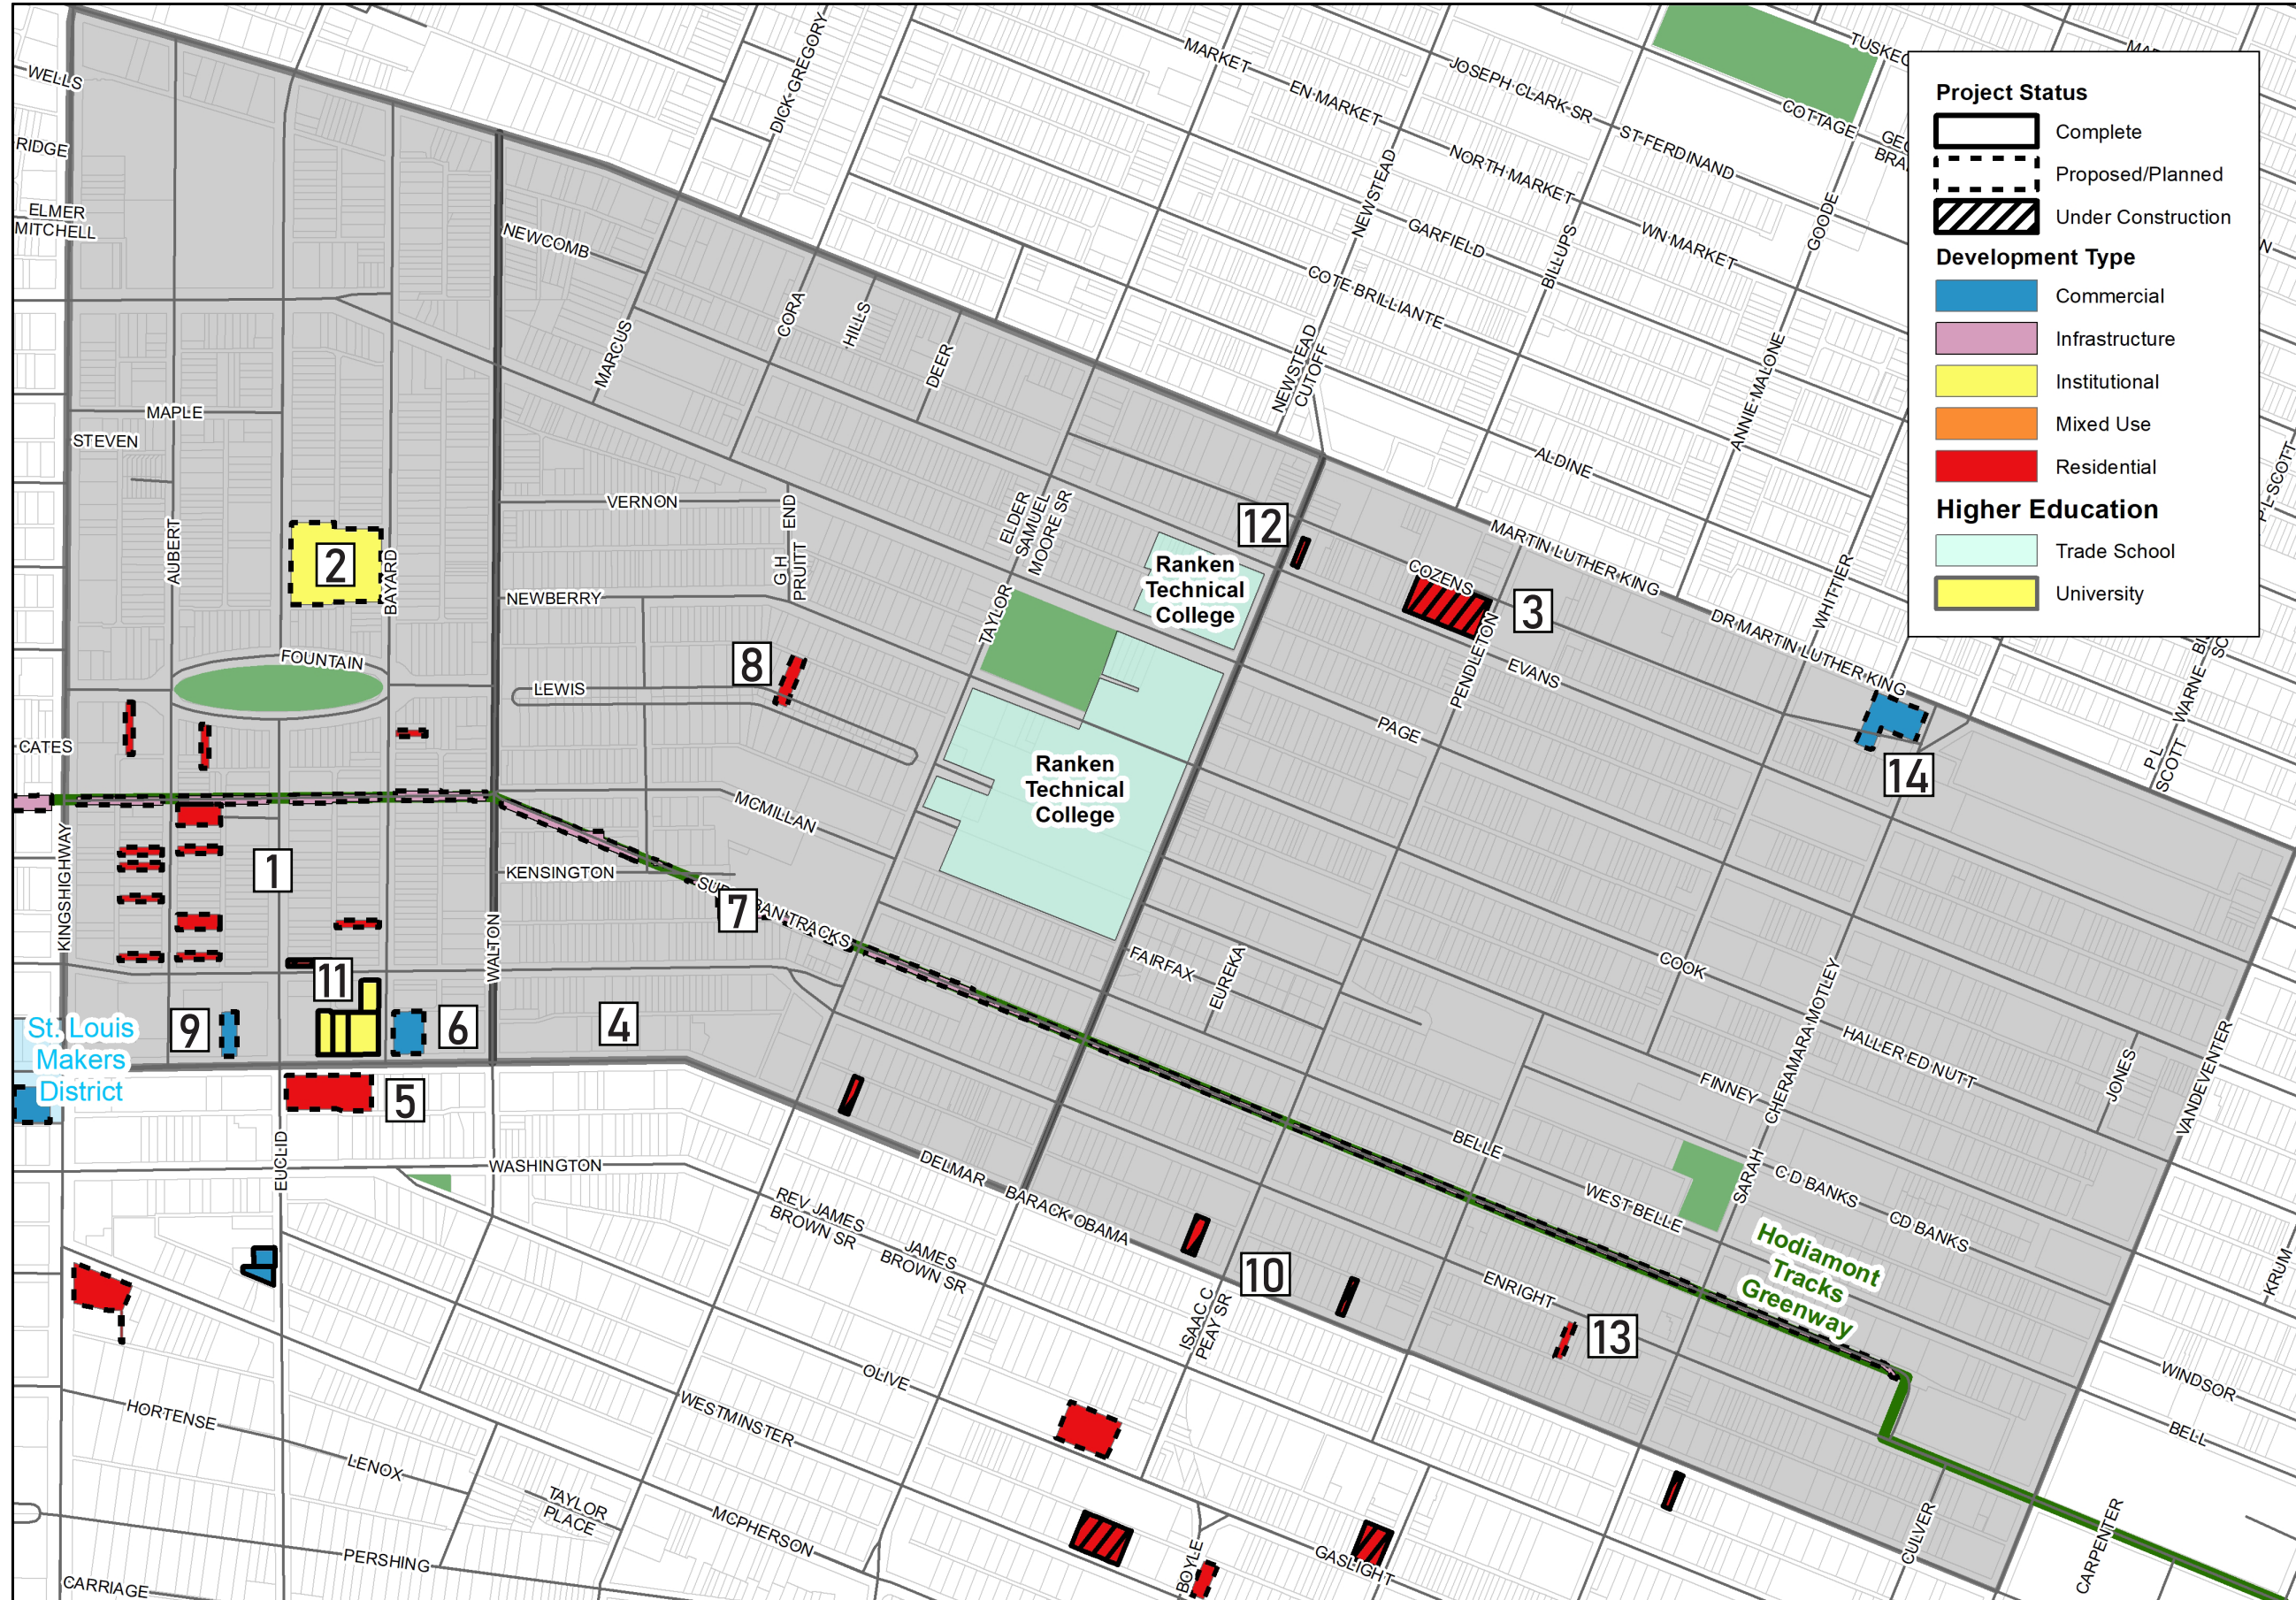 WELLS
RIDGE
ELMER
MITCHELL
DICK GREGORY
MARKET
EN MARKET
JOSEPH CLARK SR
ST FERDINAND
TUSKEG
COTTAGE
NORTH MARKET
NEWSTEAD
GARFIELD
COTE BRILLIANTE
BILLUPS
WN MARKET
GOODE
Project Status
Complete
Proposed/Planned
Under Construction
Development Type
Commercial
Infrastructure
Institutional
Mixed Use
Residential
Higher Education
Trade School
University
NEWCOMB
MARCUS
CORA
HILLS
DEER
NEWSTEAD
CUTOFF
ANNIE MALONE
ALDINE
MAPLE
STEVEN
AUBERT
2
BAYARD
VERNON
G H
PRUITT
END
NEWBERRY
ELDER
SAMUEL
MOORE SR
TAYLOR
Ranken
Technical
College
12
COZENS
3
MARTIN LUTHER KING
PENDLETON
EVANS
DR MARTIN LUTHER KING
WHITTIER
14
P L
SCOTT
WARNE
P L SCOTT
FOUNTAIN
LEWIS
8
CATES
PAGE
Ranken
Technical
College
MCMILLAN
KINGSHIGHWAY
1
KENSINGTON
7
WALTON
11
9
6
4
5
St. Louis
Makers
District
FAIRFAX
EUREKA
COOK
CHERAMARA MOTLEY
HALLER ED NUTT
FINNEY
JONES
VANDEVENTER
EUCLID
WASHINGTON
DELMAR
BARACK OBAMA
REV JAMES
BROWN SR
JAMES
BROWN SR
BELLE
WEST BELLE
SARAH
C D BANKS
CD BANKS
Hodiamont
Tracks
Greenway
10
ISAAC C
PEAY SR
ENRIGHT
13
KRUM
WINDSOR
BELL
HORTENSE
LENOX
TAYLOR
PLACE
WESTMINSTER
OLIVE
MCPHERSON
PERSHING
CARRIAGE
BOYLE
GASLIGHT
CULVER
CARPENTER